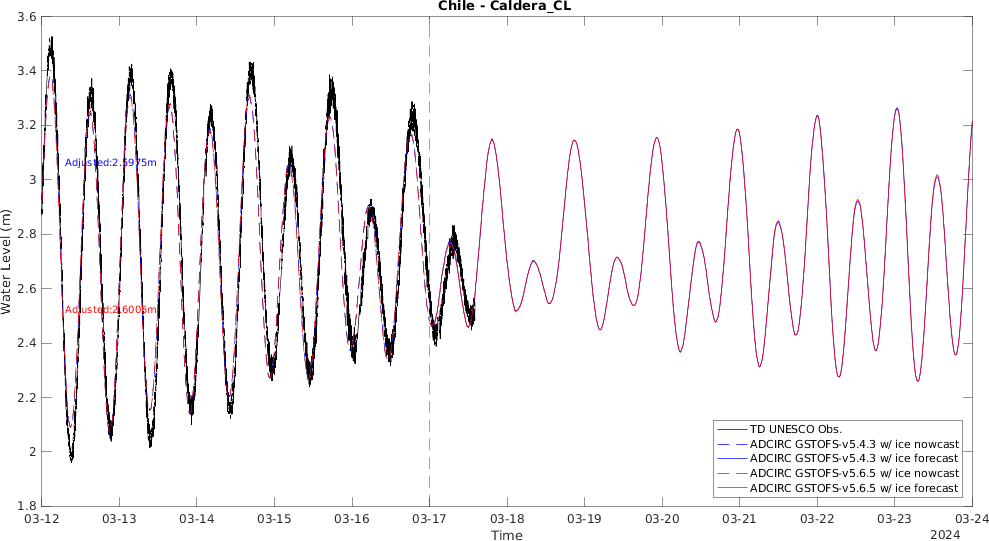 Chile - Caldera_CL
Water Level (m)
3.6
3.4
3.2
3
2.8
2.6
2.4
2.2
2
1.8
Adjusted:2.5975m
Adjusted:2.6005m
TD UNESCO Obs.
ADCIRC GSTOFS-v5.4.3 w/ ice nowcast
ADCIRC GSTOFS-v5.4.3 w/ ice forecast
ADCIRC GSTOFS-v5.6.5 w/ ice nowcast
ADCIRC GSTOFS-v5.6.5 w/ ice forecast
03-12 03-13 03-14 03-15 03-16 03-17 03-18 03-19 03-20 03-21 03-22 03-23 03-24
Time
2024